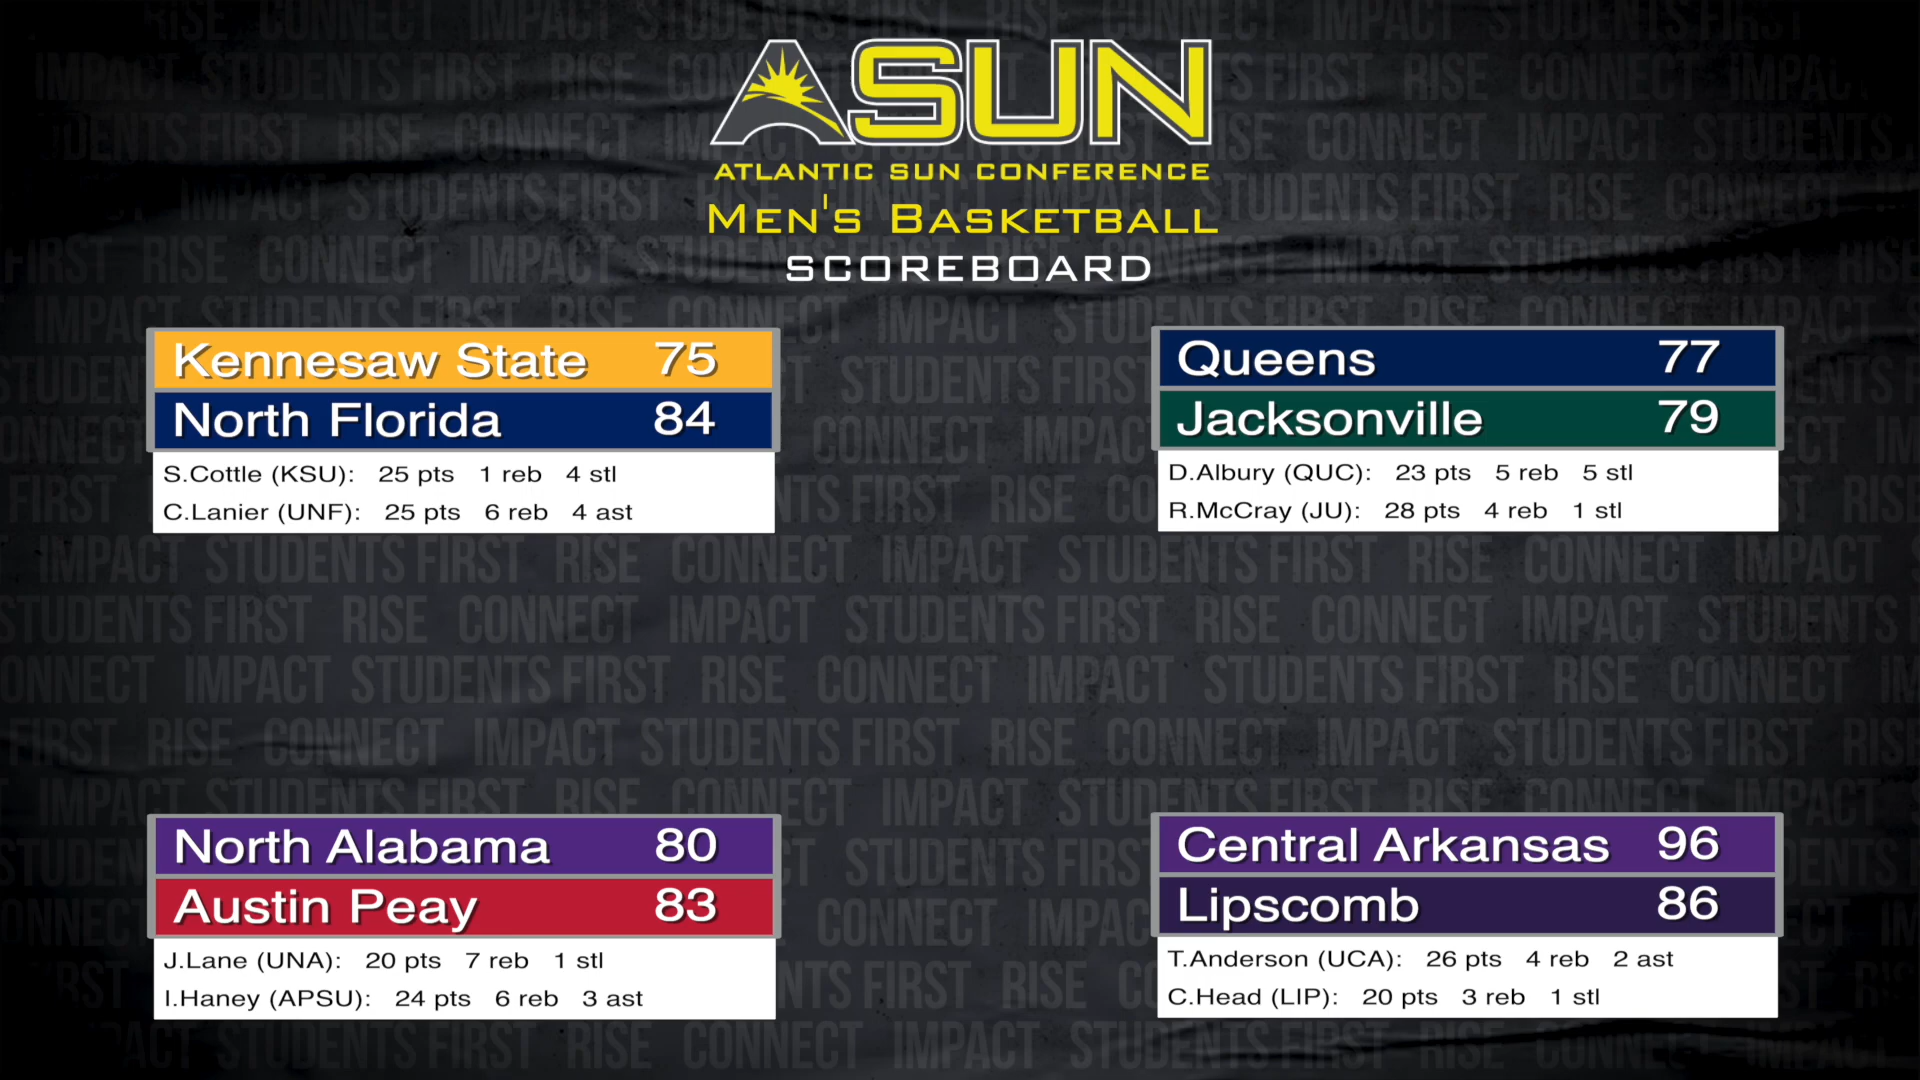 ASUN
ATLANTIC SUN CONFERENCE
MEN'S BASKETBALL
SCOREBOARD
Kennesaw State 75
North Florida 84
S.Cottle (KSU): 25 pts 1 reb 4 stl
C.Lanier (UNF): 25 pts 6 reb 4 ast
Queens 77
Jacksonville 79
D.Albury (QUC): 23 pts 5 reb 5 stl
R.McCray (JU): 28 pts 4 reb 1 stl
North Alabama 80
Austin Peay 83
J.Lane (UNA): 20 pts 7 reb 1 stl
I.Haney (APSU): 24 pts 6 reb 3 ast
Central Arkansas 96
Lipscomb 86
T.Anderson (UCA): 26 pts 4 reb 2 ast
C.Head (LIP): 20 pts 3 reb 1 stl